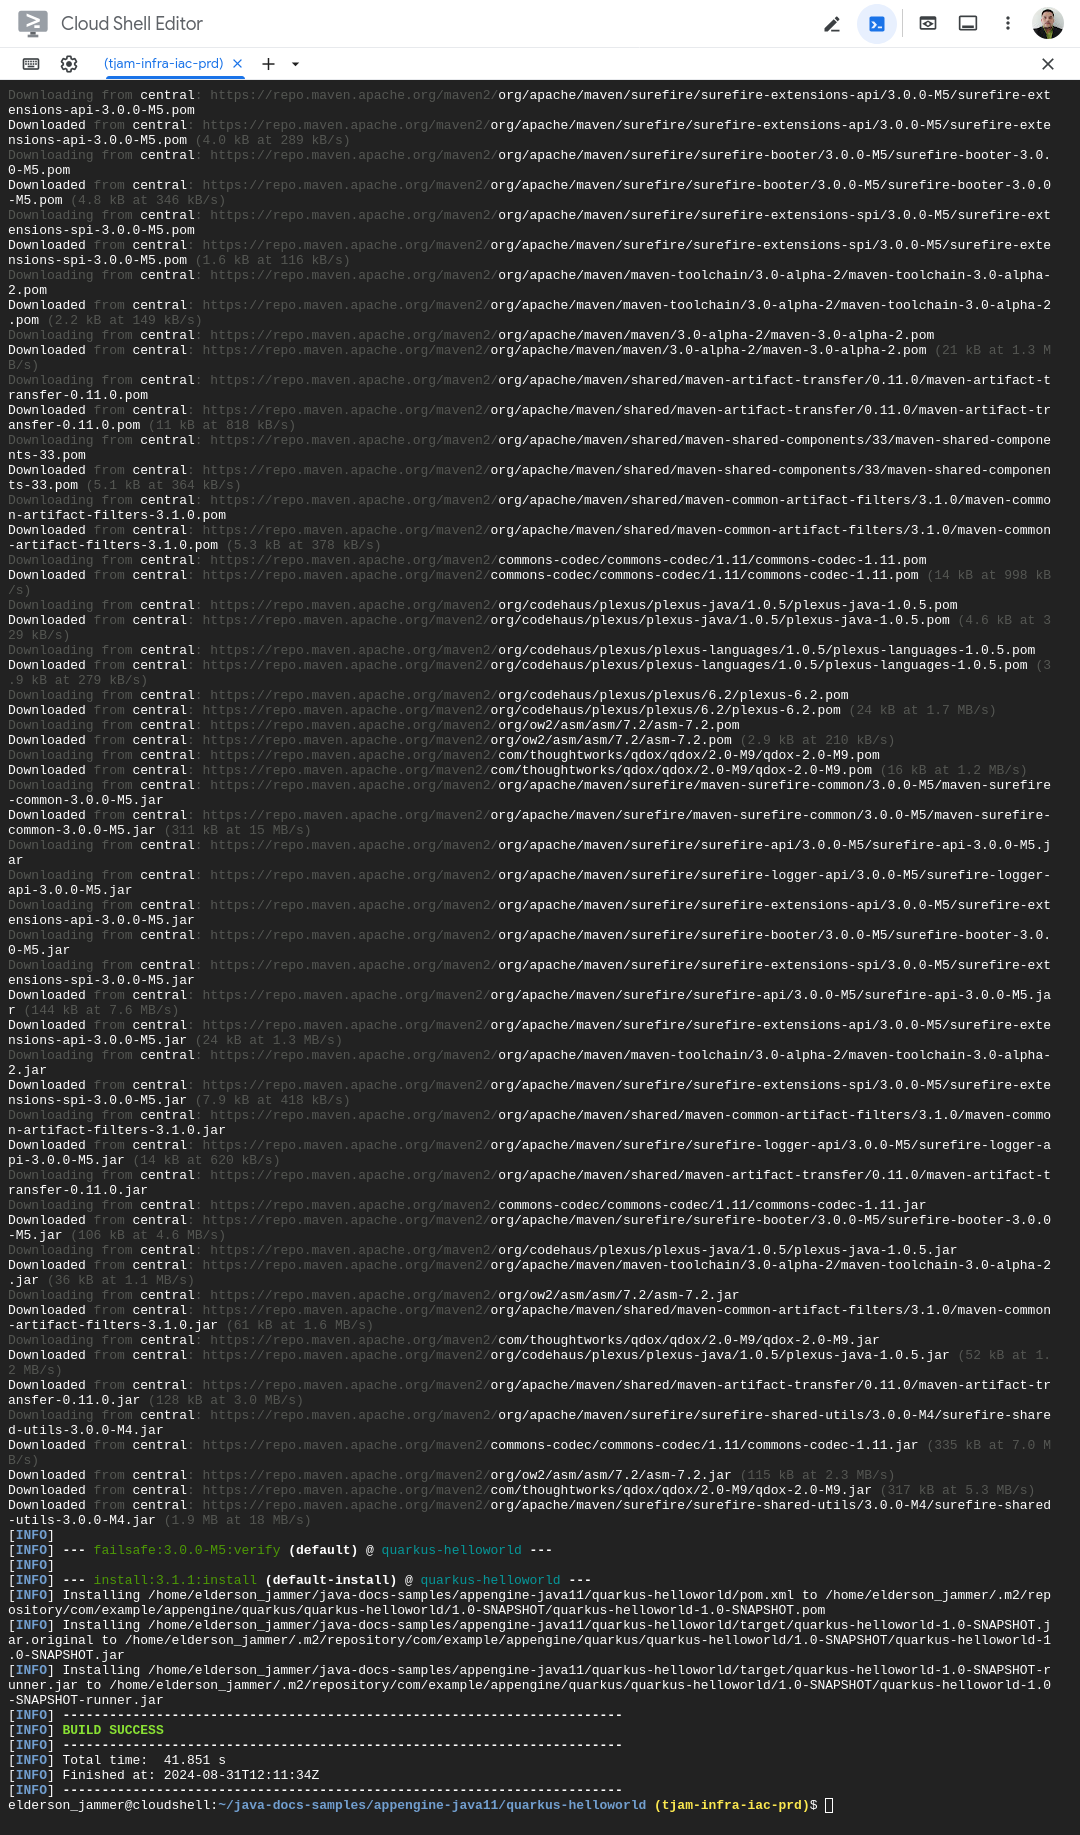 Cloud Shell Editor
(tjam-infra-iac-prd)
Downloading from central: https://repo.maven.apache.org/maven2/org/apache/maven/surefire/surefire-extensions-api/3.0.0-M5/surefire-ext
ensions-api-3.0.0-M5.pom
Downloaded from central: https://repo.maven.apache.org/maven2/org/apache/maven/surefire/surefire-extensions-api/3.0.0-M5/surefire-exte
nsions-api-3.0.0-M5.pom (4.0 kB at 289 kB/s)
Downloading from central: https://repo.maven.apache.org/maven2/org/apache/maven/surefire/surefire-booter/3.0.0-M5/surefire-booter-3.0.
0-M5.pom
Downloaded from central: https://repo.maven.apache.org/maven2/org/apache/maven/surefire/surefire-booter/3.0.0-M5/surefire-booter-3.0.0
-M5.pom (4.8 kB at 346 kB/s)
Downloading from central: https://repo.maven.apache.org/maven2/org/apache/maven/surefire/surefire-extensions-spi/3.0.0-M5/surefire-ext
ensions-spi-3.0.0-M5.pom
Downloaded from central: https://repo.maven.apache.org/maven2/org/apache/maven/surefire/surefire-extensions-spi/3.0.0-M5/surefire-exte
nsions-spi-3.0.0-M5.pom (1.6 kB at 116 kB/s)
Downloading from central: https://repo.maven.apache.org/maven2/org/apache/maven/maven-toolchain/3.0-alpha-2/maven-toolchain-3.0-alpha-
2.pom
Downloaded from central: https://repo.maven.apache.org/maven2/org/apache/maven/maven-toolchain/3.0-alpha-2/maven-toolchain-3.0-alpha-2
.pom (2.2 kB at 149 kB/s)
Downloading from central: https://repo.maven.apache.org/maven2/org/apache/maven/maven/3.0-alpha-2/maven-3.0-alpha-2.pom
Downloaded from central: https://repo.maven.apache.org/maven2/org/apache/maven/maven/3.0-alpha-2/maven-3.0-alpha-2.pom (21 kB at 1.3 M
B/s)
Downloading from central: https://repo.maven.apache.org/maven2/org/apache/maven/shared/maven-artifact-transfer/0.11.0/maven-artifact-t
ransfer-0.11.0.pom
Downloaded from central: https://repo.maven.apache.org/maven2/org/apache/maven/shared/maven-artifact-transfer/0.11.0/maven-artifact-tr
ansfer-0.11.0.pom (11 kB at 818 kB/s)
Downloading from central: https://repo.maven.apache.org/maven2/org/apache/maven/shared/maven-shared-components/33/maven-shared-compone
nts-33.pom
Downloaded from central: https://repo.maven.apache.org/maven2/org/apache/maven/shared/maven-shared-components/33/maven-shared-componen
ts-33.pom (5.1 kB at 364 kB/s)
Downloading from central: https://repo.maven.apache.org/maven2/org/apache/maven/shared/maven-common-artifact-filters/3.1.0/maven-commo
n-artifact-filters-3.1.0.pom
Downloaded from central: https://repo.maven.apache.org/maven2/org/apache/maven/shared/maven-common-artifact-filters/3.1.0/maven-common
-artifact-filters-3.1.0.pom (5.3 kB at 378 kB/s)
Downloading from central: https://repo.maven.apache.org/maven2/commons-codec/commons-codec/1.11/commons-codec-1.11.pom
Downloaded from central: https://repo.maven.apache.org/maven2/commons-codec/commons-codec/1.11/commons-codec-1.11.pom (14 kB at 998 kB
/s)
Downloading from central: https://repo.maven.apache.org/maven2/org/codehaus/plexus/plexus-java/1.0.5/plexus-java-1.0.5.pom
Downloaded from central: https://repo.maven.apache.org/maven2/org/codehaus/plexus/plexus-java/1.0.5/plexus-java-1.0.5.pom (4.6 kB at 3
29 kB/s)
Downloading from central: https://repo.maven.apache.org/maven2/org/codehaus/plexus/plexus-languages/1.0.5/plexus-languages-1.0.5.pom
Downloaded from central: https://repo.maven.apache.org/maven2/org/codehaus/plexus/plexus-languages/1.0.5/plexus-languages-1.0.5.pom (3
.9 kB at 279 kB/s)
Downloading from central: https://repo.maven.apache.org/maven2/org/codehaus/plexus/plexus/6.2/plexus-6.2.pom
Downloaded from central: https://repo.maven.apache.org/maven2/org/codehaus/plexus/plexus/6.2/plexus-6.2.pom (24 kB at 1.7 MB/s)
Downloading from central: https://repo.maven.apache.org/maven2/org/ow2/asm/asm/7.2/asm-7.2.pom
Downloaded from central: https://repo.maven.apache.org/maven2/org/ow2/asm/asm/7.2/asm-7.2.pom (2.9 kB at 210 kB/s)
Downloading from central: https://repo.maven.apache.org/maven2/com/thoughtworks/qdox/qdox/2.0-M9/qdox-2.0-M9.pom
Downloaded from central: https://repo.maven.apache.org/maven2/com/thoughtworks/qdox/qdox/2.0-M9/qdox-2.0-M9.pom (16 kB at 1.2 MB/s)
Downloading from central: https://repo.maven.apache.org/maven2/org/apache/maven/surefire/maven-surefire-common/3.0.0-M5/maven-surefire
-common-3.0.0-M5.jar
Downloaded from central: https://repo.maven.apache.org/maven2/org/apache/maven/surefire/maven-surefire-common/3.0.0-M5/maven-surefire-
common-3.0.0-M5.jar (311 kB at 15 MB/s)
Downloading from central: https://repo.maven.apache.org/maven2/org/apache/maven/surefire/surefire-api/3.0.0-M5/surefire-api-3.0.0-M5.j
ar
Downloading from central: https://repo.maven.apache.org/maven2/org/apache/maven/surefire/surefire-logger-api/3.0.0-M5/surefire-logger-
api-3.0.0-M5.jar
Downloading from central: https://repo.maven.apache.org/maven2/org/apache/maven/surefire/surefire-extensions-api/3.0.0-M5/surefire-ext
ensions-api-3.0.0-M5.jar
Downloading from central: https://repo.maven.apache.org/maven2/org/apache/maven/surefire/surefire-booter/3.0.0-M5/surefire-booter-3.0.
0-M5.jar
Downloading from central: https://repo.maven.apache.org/maven2/org/apache/maven/surefire/surefire-extensions-spi/3.0.0-M5/surefire-ext
ensions-spi-3.0.0-M5.jar
Downloaded from central: https://repo.maven.apache.org/maven2/org/apache/maven/surefire/surefire-api/3.0.0-M5/surefire-api-3.0.0-M5.ja
r (144 kB at 7.6 MB/s)
Downloaded from central: https://repo.maven.apache.org/maven2/org/apache/maven/surefire/surefire-extensions-api/3.0.0-M5/surefire-exte
nsions-api-3.0.0-M5.jar (24 kB at 1.3 MB/s)
Downloading from central: https://repo.maven.apache.org/maven2/org/apache/maven/maven-toolchain/3.0-alpha-2/maven-toolchain-3.0-alpha-
2.jar
Downloaded from central: https://repo.maven.apache.org/maven2/org/apache/maven/surefire/surefire-extensions-spi/3.0.0-M5/surefire-exte
nsions-spi-3.0.0-M5.jar (7.9 kB at 418 kB/s)
Downloading from central: https://repo.maven.apache.org/maven2/org/apache/maven/shared/maven-common-artifact-filters/3.1.0/maven-commo
n-artifact-filters-3.1.0.jar
Downloaded from central: https://repo.maven.apache.org/maven2/org/apache/maven/surefire/surefire-logger-api/3.0.0-M5/surefire-logger-a
pi-3.0.0-M5.jar (14 kB at 620 kB/s)
Downloading from central: https://repo.maven.apache.org/maven2/org/apache/maven/shared/maven-artifact-transfer/0.11.0/maven-artifact-t
ransfer-0.11.0.jar
Downloading from central: https://repo.maven.apache.org/maven2/commons-codec/commons-codec/1.11/commons-codec-1.11.jar
Downloaded from central: https://repo.maven.apache.org/maven2/org/apache/maven/surefire/surefire-booter/3.0.0-M5/surefire-booter-3.0.0
-M5.jar (106 kB at 4.6 MB/s)
Downloading from central: https://repo.maven.apache.org/maven2/org/codehaus/plexus/plexus-java/1.0.5/plexus-java-1.0.5.jar
Downloaded from central: https://repo.maven.apache.org/maven2/org/apache/maven/maven-toolchain/3.0-alpha-2/maven-toolchain-3.0-alpha-2
.jar (36 kB at 1.1 MB/s)
Downloading from central: https://repo.maven.apache.org/maven2/org/ow2/asm/asm/7.2/asm-7.2.jar
Downloaded from central: https://repo.maven.apache.org/maven2/org/apache/maven/shared/maven-common-artifact-filters/3.1.0/maven-common
-artifact-filters-3.1.0.jar (61 kB at 1.6 MB/s)
Downloading from central: https://repo.maven.apache.org/maven2/com/thoughtworks/qdox/qdox/2.0-M9/qdox-2.0-M9.jar
Downloaded from central: https://repo.maven.apache.org/maven2/org/codehaus/plexus/plexus-java/1.0.5/plexus-java-1.0.5.jar (52 kB at 1.
2 MB/s)
Downloaded from central: https://repo.maven.apache.org/maven2/org/apache/maven/shared/maven-artifact-transfer/0.11.0/maven-artifact-tr
ansfer-0.11.0.jar (128 kB at 3.0 MB/s)
Downloading from central: https://repo.maven.apache.org/maven2/org/apache/maven/surefire/surefire-shared-utils/3.0.0-M4/surefire-share
d-utils-3.0.0-M4.jar
Downloaded from central: https://repo.maven.apache.org/maven2/commons-codec/commons-codec/1.11/commons-codec-1.11.jar (335 kB at 7.0 M
B/s)
Downloaded from central: https://repo.maven.apache.org/maven2/org/ow2/asm/asm/7.2/asm-7.2.jar (115 kB at 2.3 MB/s)
Downloaded from central: https://repo.maven.apache.org/maven2/com/thoughtworks/qdox/qdox/2.0-M9/qdox-2.0-M9.jar (317 kB at 5.3 MB/s)
Downloaded from central: https://repo.maven.apache.org/maven2/org/apache/maven/surefire/surefire-shared-utils/3.0.0-M4/surefire-shared
-utils-3.0.0-M4.jar (1.9 MB at 18 MB/s)
[INFO]
[INFO] --- failsafe:3.0.0-M5:verify (default) @ quarkus-helloworld ---
[INFO]
[INFO] --- install:3.1.1:install (default-install) @ quarkus-helloworld ---
[INFO] Installing /home/elderson_jammer/java-docs-samples/appengine-java11/quarkus-helloworld/pom.xml to /home/elderson_jammer/.m2/rep
ository/com/example/appengine/quarkus/quarkus-helloworld/1.0-SNAPSHOT/quarkus-helloworld-1.0-SNAPSHOT.pom
[INFO] Installing /home/elderson_jammer/java-docs-samples/appengine-java11/quarkus-helloworld/target/quarkus-helloworld-1.0-SNAPSHOT.j
ar.original to /home/elderson_jammer/.m2/repository/com/example/appengine/quarkus/quarkus-helloworld/1.0-SNAPSHOT/quarkus-helloworld-1
.0-SNAPSHOT.jar
[INFO] Installing /home/elderson_jammer/java-docs-samples/appengine-java11/quarkus-helloworld/target/quarkus-helloworld-1.0-SNAPSHOT-r
unner.jar to /home/elderson_jammer/.m2/repository/com/example/appengine/quarkus/quarkus-helloworld/1.0-SNAPSHOT/quarkus-helloworld-1.0
-SNAPSHOT-runner.jar
[INFO] ------------------------------------------------------------------------
[INFO] BUILD SUCCESS
[INFO] ------------------------------------------------------------------------
[INFO] Total time:  41.851 s
[INFO] Finished at: 2024-08-31T12:11:34Z
[INFO] ------------------------------------------------------------------------
elderson_jammer@cloudshell:~/java-docs-samples/appengine-java11/quarkus-helloworld (tjam-infra-iac-prd)$